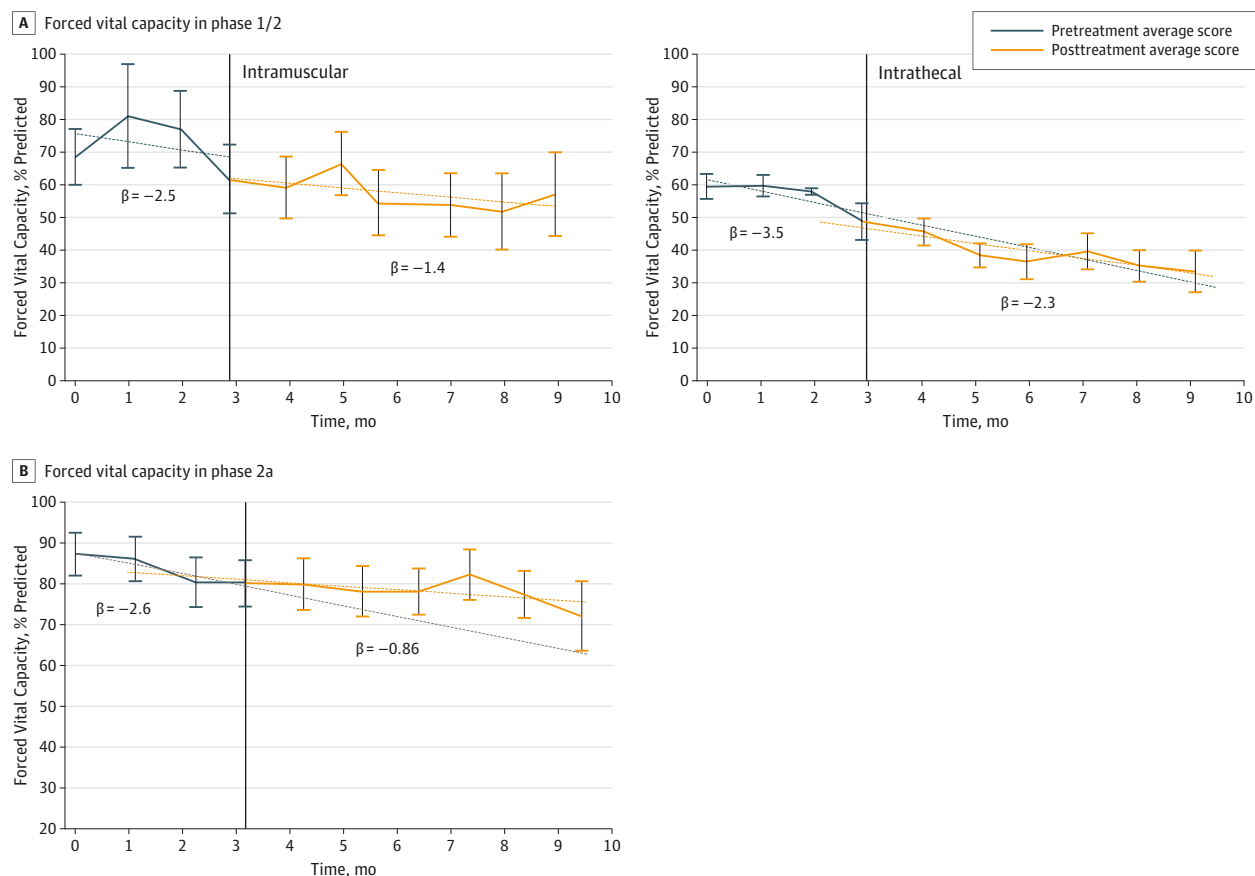 A Forced vital capacity in phase 1/2
Pretreatment average score
Posttreatment average score
Forced Vital Capacity, % Predicted
100
90
80
70
60
50
40
30
20
10
0
Intramuscular
β = −2.5
β = −1.4
0 1 2 3 4 5 6 7 8 9 10
Time, mo
Forced Vital Capacity, % Predicted
100
90
80
70
60
50
40
30
20
10
0
Intrathecal
β = −3.5
β = −2.3
0 1 2 3 4 5 6 7 8 9 10
Time, mo
B Forced vital capacity in phase 2a
Forced Vital Capacity, % Predicted
100
90
80
70
60
90
40
30
20
β = −2.6
β = −0.86
0 1 2 3 4 5 6 7 8 9 10
Time, mo